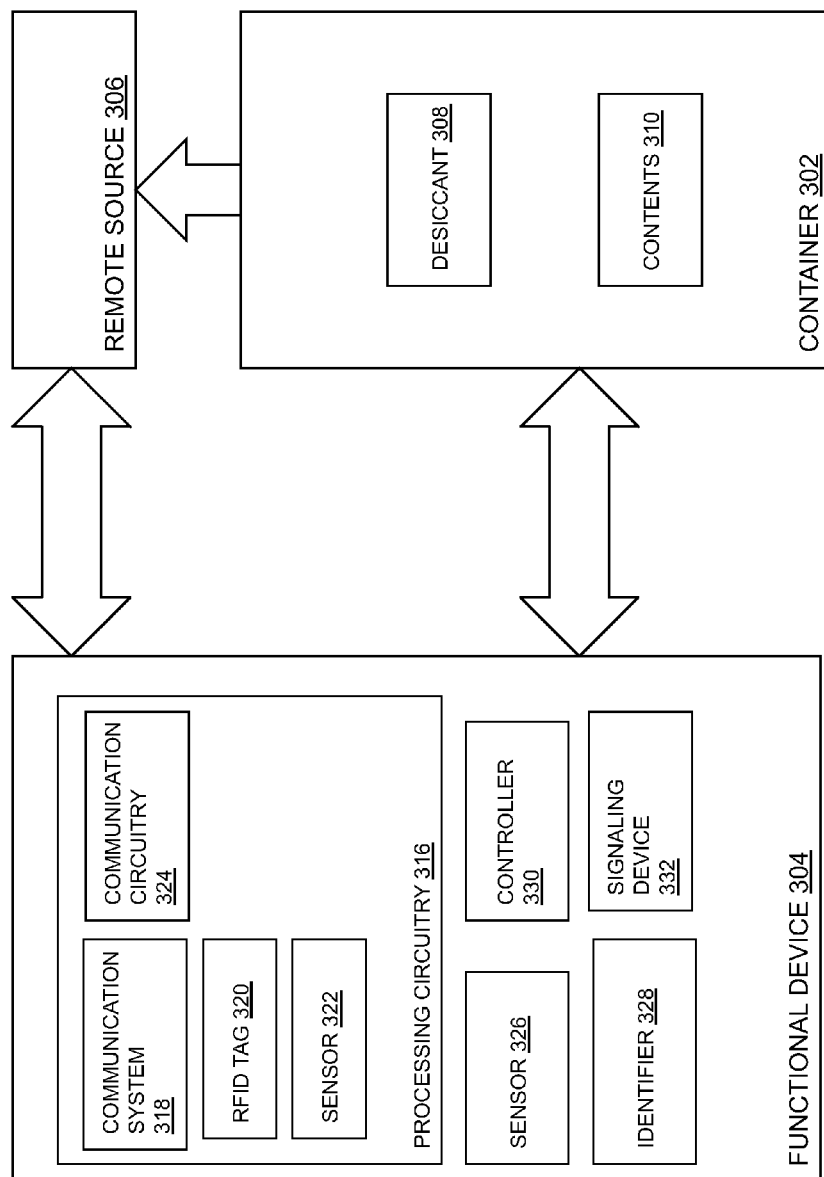 COMMUNICATION
SYSTEM
318
COMMUNICATION
CIRCUITRY
324
RFID TAG 320
SENSOR 322
PROCESSING CIRCUITRY 316
SENSOR 326
CONTROLLER
330
IDENTIFIER 328
SIGNALING
DEVICE
332
FUNCTIONAL DEVICE 304
REMOTE SOURCE 306
DESICCANT 308
CONTENTS 310
CONTAINER 302